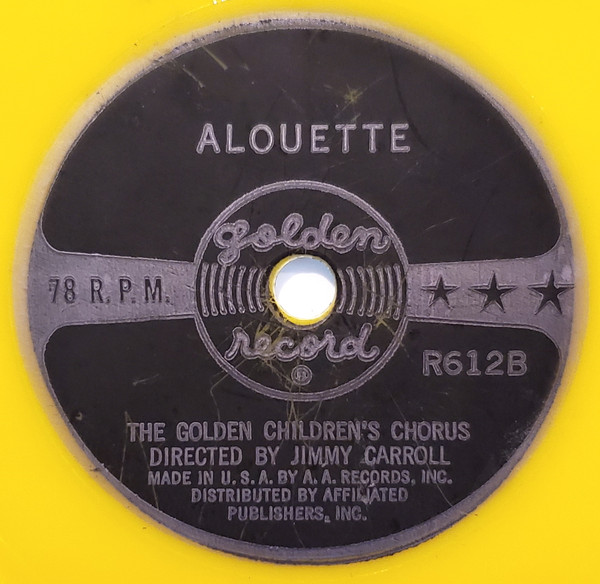 ALOUETTE
golden
78 R.P.M.
record
R612B
THE GOLDEN CHILDREN'S CHORUS
DIRECTED BY JIMMY CARROLL
MADE IN U.S.A. BY A.A. RECORDS, INC.
DISTRIBUTED BY AFFILIATED
PUBLISHERS, INC.